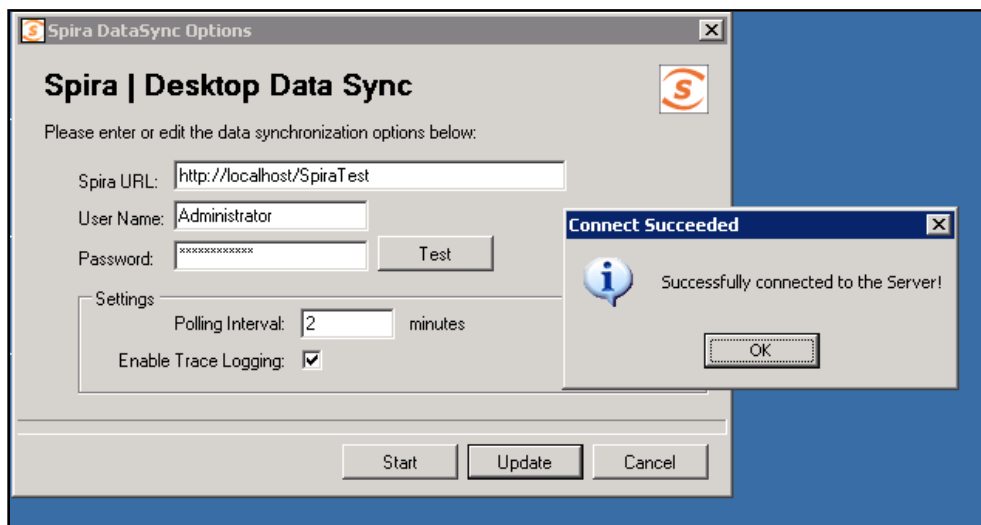 Spira DataSync Options
Spira | Desktop Data Sync
S
Please enter or edit the data synchronization options below:
Spira URL: http://localhost/SpiraTest
User Name: Administrator
Password: ************ Test
Settings
Polling Interval: 2 minutes
Enable Trace Logging:
Start Update Cancel
Connect Succeeded
Successfully connected to the Server!
OK